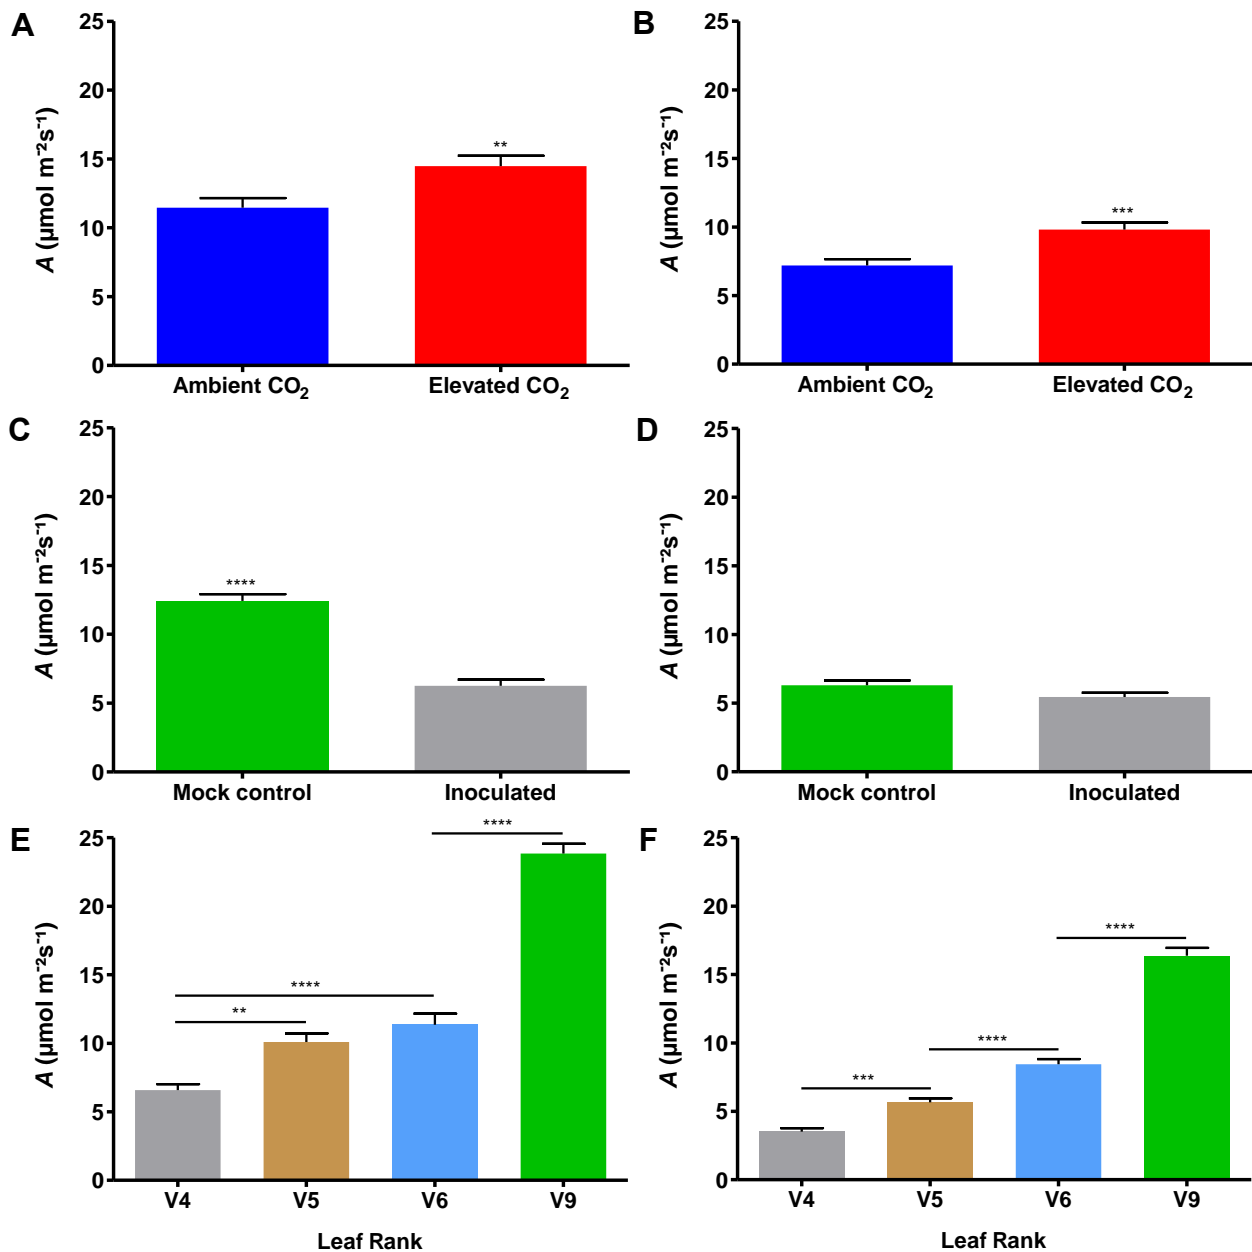 A
25
20
15
10
5
0
A (µmol m⁻²s⁻¹)
**
Ambient CO₂
Elevated CO₂
B
25
20
15
10
5
0
A (µmol m⁻²s⁻¹)
***
Ambient CO₂
Elevated CO₂
C
25
20
15
10
5
0
A (µmol m⁻²s⁻¹)
****
Mock control
Inoculated
D
25
20
15
10
5
0
A (µmol m⁻²s⁻¹)
Mock control
Inoculated
E
25
20
15
10
5
0
A (µmol m⁻²s⁻¹)
****
****
**
V4 V5 V6 V9
Leaf Rank
F
25
20
15
10
5
0
A (µmol m⁻²s⁻¹)
****
****
***
V4 V5 V6 V9
Leaf Rank